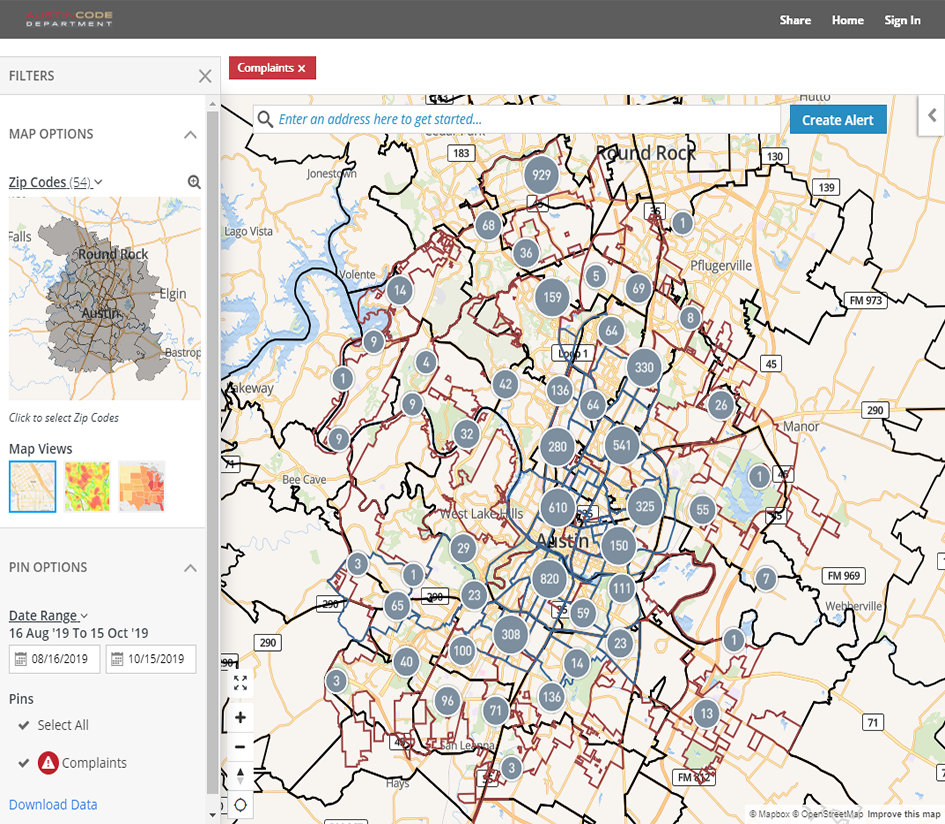 AUSTIN CODE
DEPARTMENT
Share Home Sign In
FILTERS
Complaints ×
MAP OPTIONS
Zip Codes (54)
Falls
Round Rock
Elgin
Austin
Bastrop
Click to select Zip Codes
Map Views
PIN OPTIONS
Date Range
16 Aug '19 To 15 Oct '19
08/16/2019 10/15/2019
Pins
Select All
Complaints
Download Data
Enter an address here to get started...
Create Alert
Hutto
Cedar Park
183
Round Rock
130
Jonestown
929
139
Lago Vista
68
1
36
Pflugerville
Volente
5
14
159
69
FM 973
8
64
9
Loop 1
4
330
45
1
42
136
Lakeway
9
64
26
290
32
Manor
9
280
541
71
1
Bee Cave
610
325
55
West Lake Hills
35
Austin
150
29
3
1
820
7
FM 969
111
290
290
65
23
35
59
Webberville
308
23
1
290
100
40
14
3
96
136
71
13
71
45
San Leanna
3
35
Hays
FM 812
© Mapbox © OpenStreetMap Improve this map